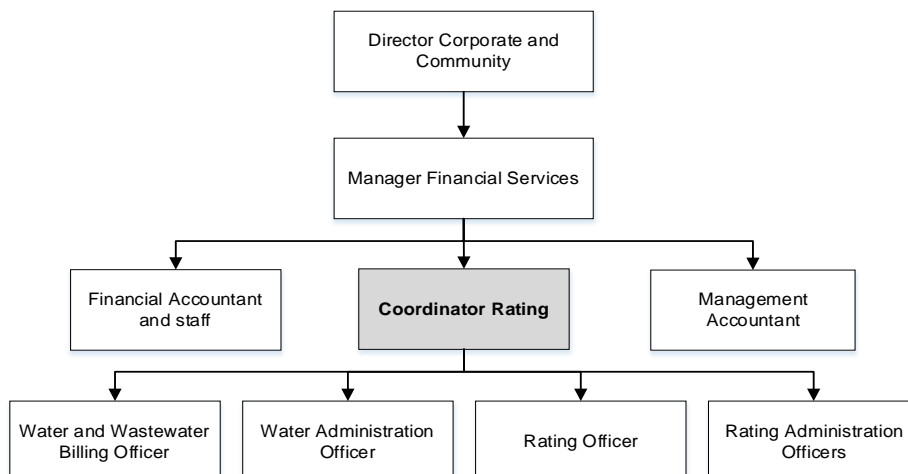 Director Corporate and
Community
Manager Financial Services
Financial Accountant
and staff
Coordinator Rating
Management
Accountant
Water and Wastewater
Billing Officer
Water Administration
Officer
Rating Officer
Rating Administration
Officers